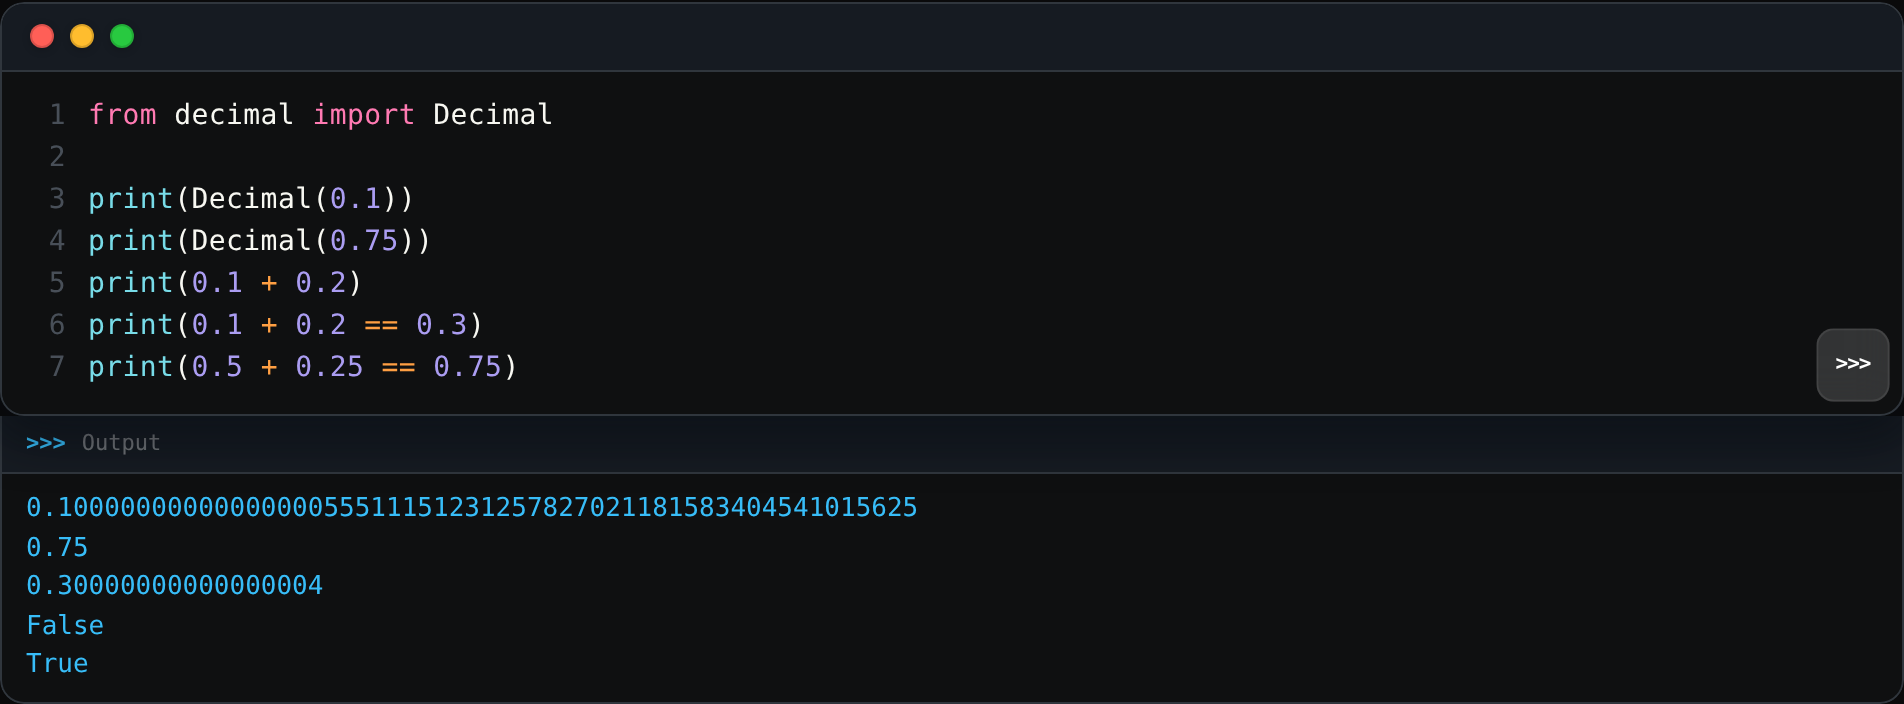 1 from decimal import Decimal
2
3 print(Decimal(0.1))
4 print(Decimal(0.75))
5 print(0.1 + 0.2)
6 print(0.1 + 0.2 == 0.3)
7 print(0.5 + 0.25 == 0.75)
>>>
>>> Output
0.1000000000000000055511151231257827021181583404541015625
0.75
0.30000000000000004
False
True